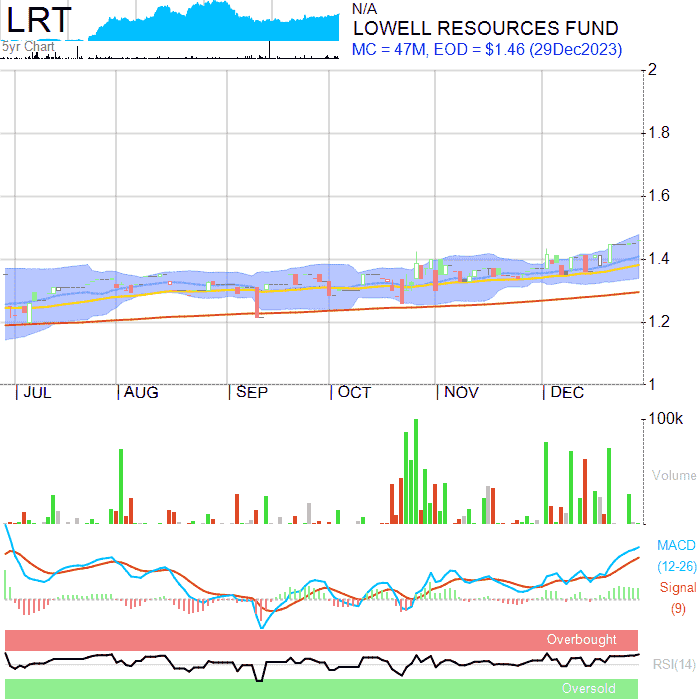 LRT
5yr Chart
N/A
LOWELL RESOURCES FUND
MC = 47M, EOD = $1.46 (29Dec2023)
2
1.8
1.6
1.4
1.2
1
JUL AUG SEP OCT NOV DEC
100k
Volume
MACD
(12-26)
Signal
(9)
Overbought
RSI(14)
Oversold